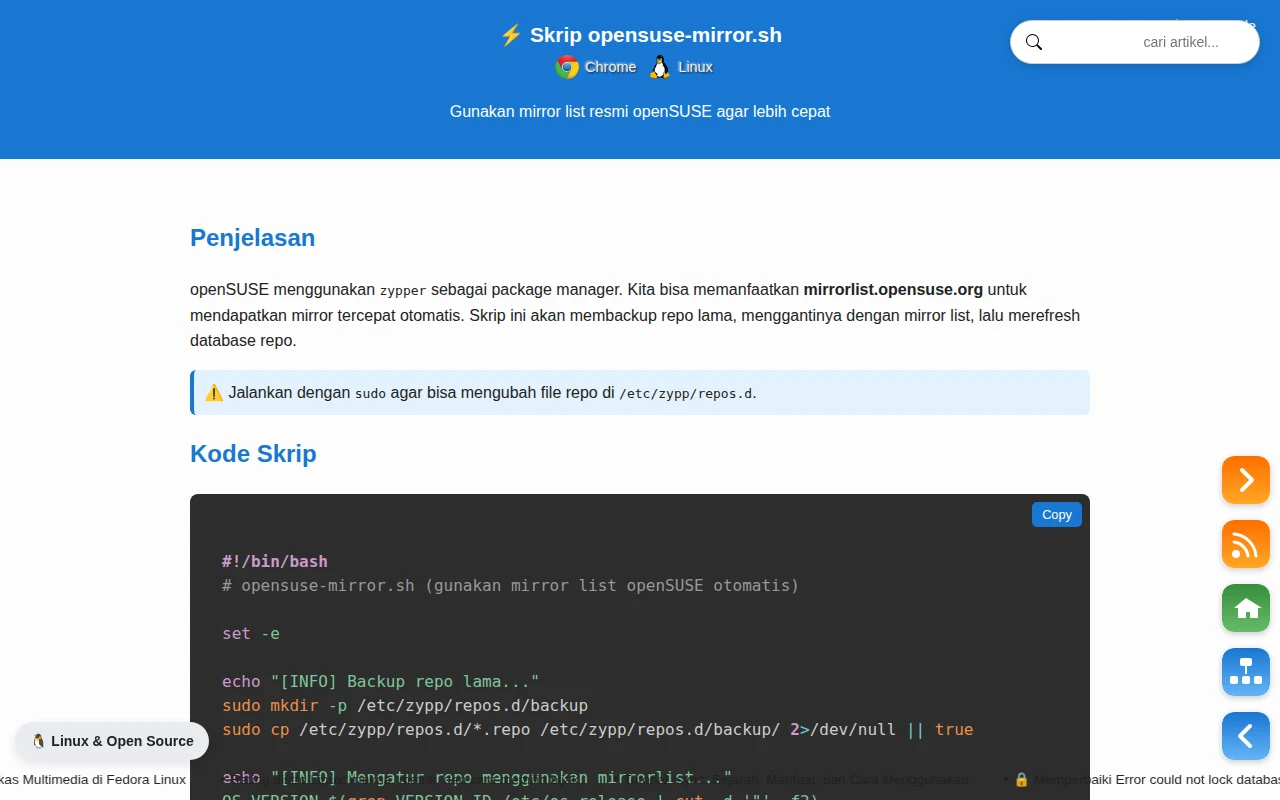 ⚡ Skrip opensuse-mirror.sh
Chrome Linux
cari artikel...
Gunakan mirror list resmi openSUSE agar lebih cepat
Penjelasan
openSUSE menggunakan zypper sebagai package manager. Kita bisa memanfaatkan mirrorlist.opensuse.org untuk
mendapatkan mirror tercepat otomatis. Skrip ini akan membackup repo lama, menggantinya dengan mirror list, lalu merefresh
database repo.
⚠️ Jalankan dengan sudo agar bisa mengubah file repo di /etc/zypp/repos.d.
Kode Skrip
Copy
#!/bin/bash
# opensuse-mirror.sh (gunakan mirror list openSUSE otomatis)
set -e
echo "[INFO] Backup repo lama..."
sudo mkdir -p /etc/zypp/repos.d/backup
sudo cp /etc/zypp/repos.d/*.repo /etc/zypp/repos.d/backup/ 2>/dev/null || true
🐧 Linux & Open Source
echo "[INFO] Mengatur repo menggunakan mirrorlist..."
kas Multimedia di Fedora Linux
Manfaat, dan Cara Menggunakan
• 🔒 Memperbaiki Error could not lock databas
OS_VERSION=$(grep VERSION_ID /etc/os-release | cut -d '"' -f2)